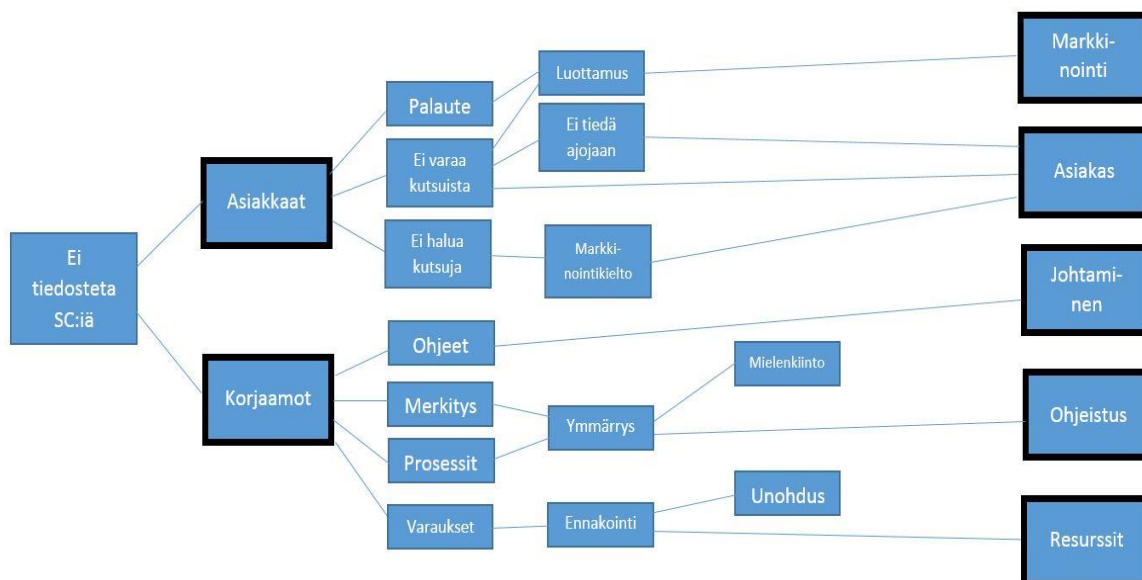 Ei
tiedosteta
SC:iä
Asiakkaat
Korjaamot
Palaute
Ei varaa
kutsuista
Ei halua
kutsuja
Ohjeet
Merkitys
Prosessit
Varaukset
Luottamus
Ei tiedä
ajojaan
Markki-
nointikielto
Ymmärrys
Ennakointi
Mielenkiinto
Unohdus
Markki-
nointi
Asiakas
Johtami-
nen
Ohjeistus
Resurssit